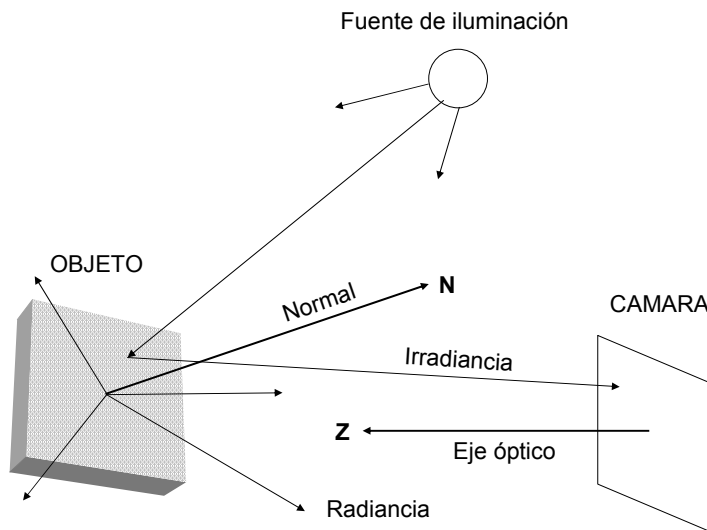 Fuente de iluminación
OBJETO
Normal
N
CAMARA
Irradiancia
Z
Eje óptico
Radiancia